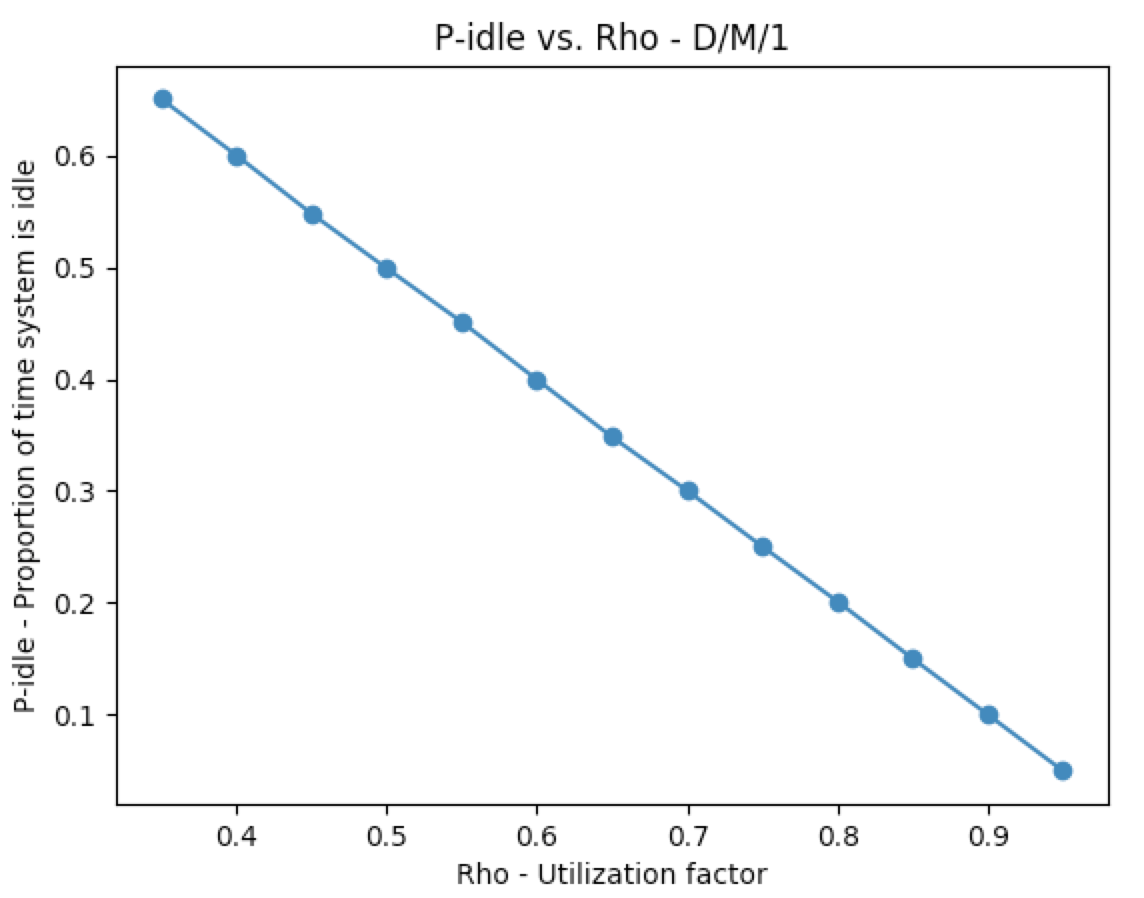 P-idle vs. Rho - D/M/1
P-idle - Proportion of time system is idle
0.6
0.5
0.4
0.3
0.2
0.1
0.4 0.5 0.6 0.7 0.8 0.9
Rho - Utilization factor